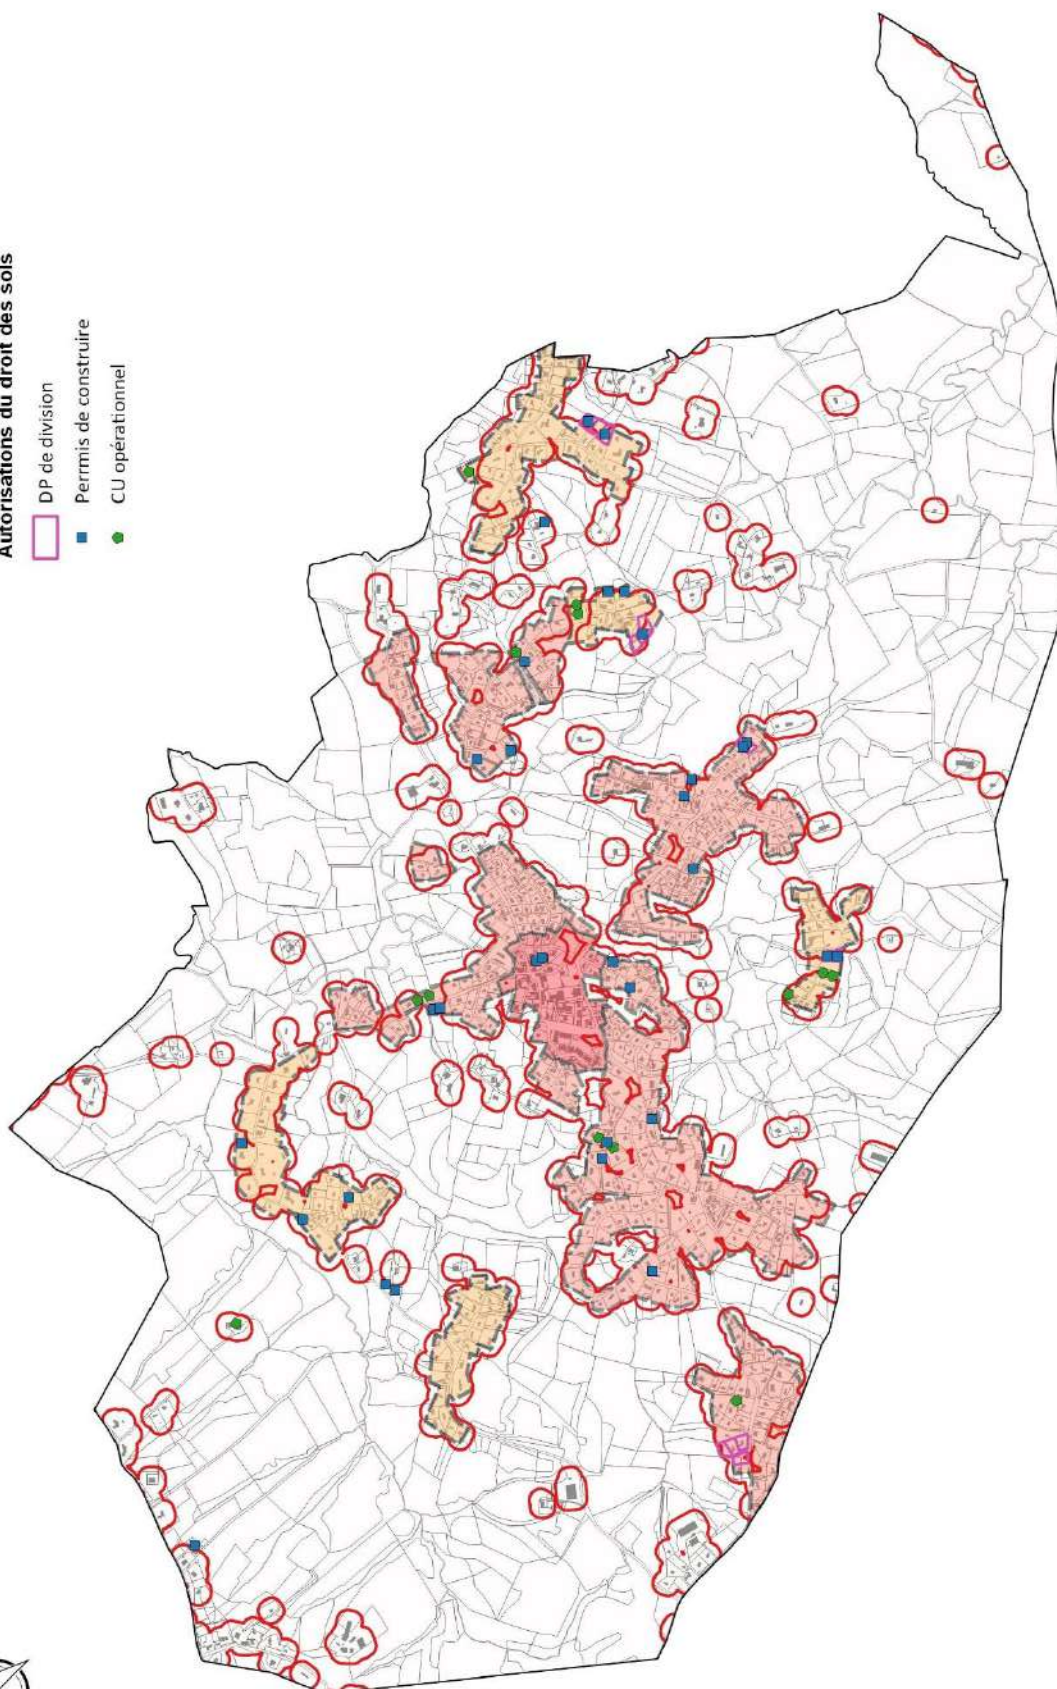 Autorisations du droit des sols
DP de division
Permis de construire
CU opérationnel